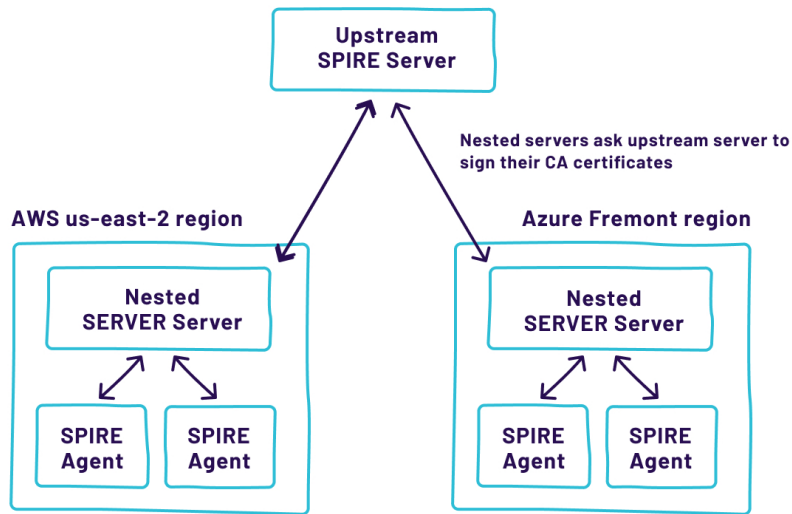 Upstream
SPIRE Server
Nested servers ask upstream server to
sign their CA certificates
AWS us-east-2 region
Azure Fremont region
Nested
SERVER Server
Nested
SERVER Server
SPIRE
Agent
SPIRE
Agent
SPIRE
Agent
SPIRE
Agent